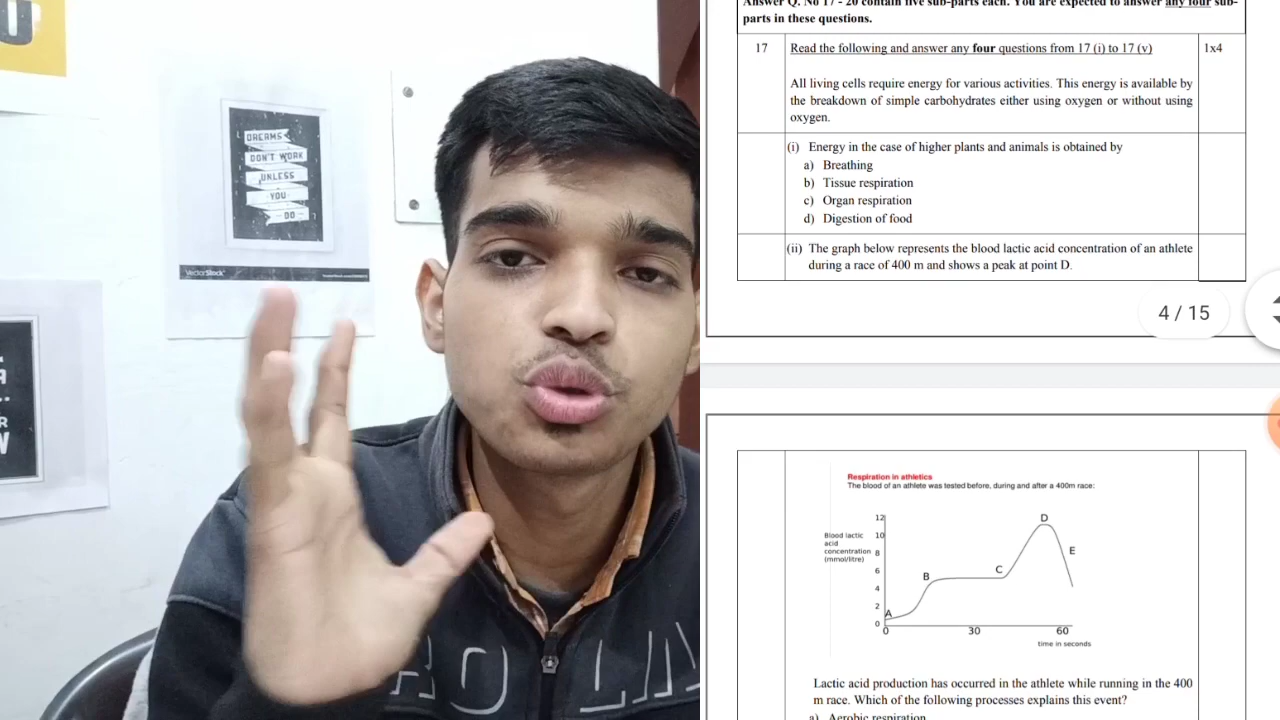 U
DREAMS
DON'T WORK
UNLESS
YOU
DO
VectorStock
A
..
R
W
Answer Q. No 17 - 20 contain five sub-parts each. You are expected to answer any four sub-
parts in these questions.
17
Read the following and answer any four questions from 17 (i) to 17 (v)
1x4
All living cells require energy for various activities. This energy is available by
the breakdown of simple carbohydrates either using oxygen or without using
oxygen.
(i) Energy in the case of higher plants and animals is obtained by
a) Breathing
b) Tissue respiration
c) Organ respiration
d) Digestion of food
(ii) The graph below represents the blood lactic acid concentration of an athlete
during a race of 400 m and shows a peak at point D.
4 / 15
Respiration in athletics
The blood of an athlete was tested before, during and after a 400m race:
Blood lactic
acid
concentration
(mmol/litre)
12
10
8
6
4
2
0
A
B
C
D
E
0
30
60
time in seconds
Lactic acid production has occurred in the athlete while running in the 400
m race. Which of the following processes explains this event?
a) Aerobic respiration